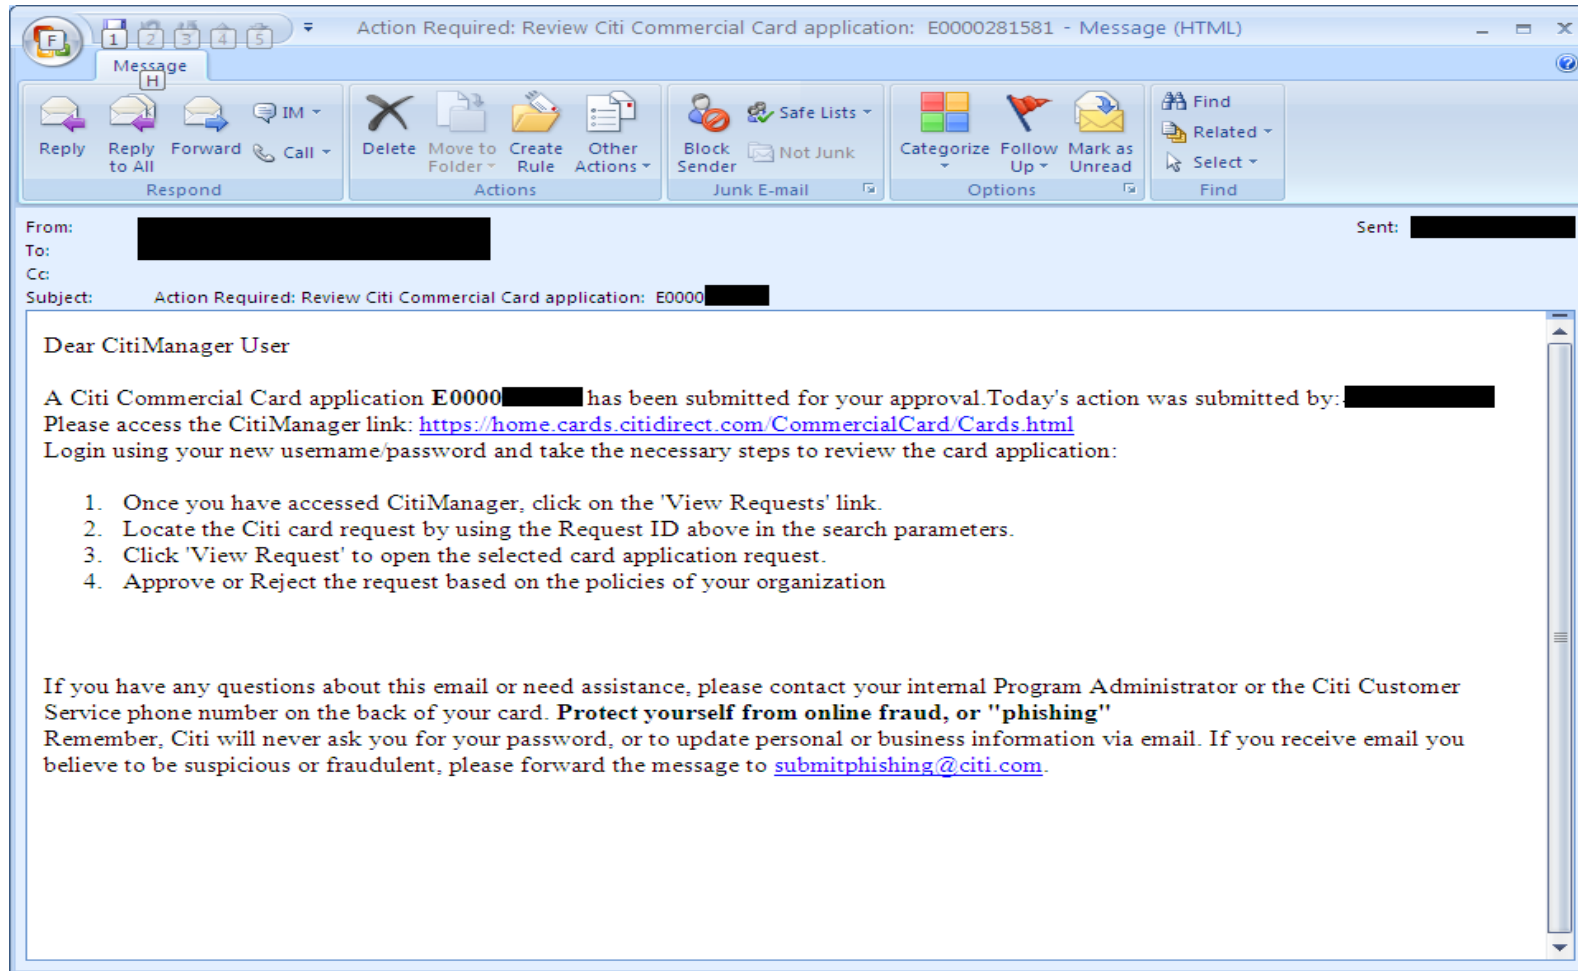 Action Required: Review Citi Commercial Card application: E0000281581 - Message (HTML)
F 1 2 3 4 5
Message
H
Reply Reply to All Forward IM Call
Delete Move to Folder Create Rule Other Actions
Block Sender Safe Lists Not Junk
Categorize Follow Up Mark as Unread
Find Related Select
Respond Actions Junk E-mail Options Find
From: Sent:
To:
Cc:
Subject: Action Required: Review Citi Commercial Card application: E0000
Dear CitiManager User
A Citi Commercial Card application E0000 has been submitted for your approval.Today's action was submitted by:
Please access the CitiManager link: https://home.cards.citidirect.com/CommercialCard/Cards.html
Login using your new username/password and take the necessary steps to review the card application:
1. Once you have accessed CitiManager, click on the 'View Requests' link.
2. Locate the Citi card request by using the Request ID above in the search parameters.
3. Click 'View Request' to open the selected card application request.
4. Approve or Reject the request based on the policies of your organization
If you have any questions about this email or need assistance, please contact your internal Program Administrator or the Citi Customer
Service phone number on the back of your card. Protect yourself from online fraud, or "phishing"
Remember, Citi will never ask you for your password, or to update personal or business information via email. If you receive email you
believe to be suspicious or fraudulent, please forward the message to submitphishing@citi.com.